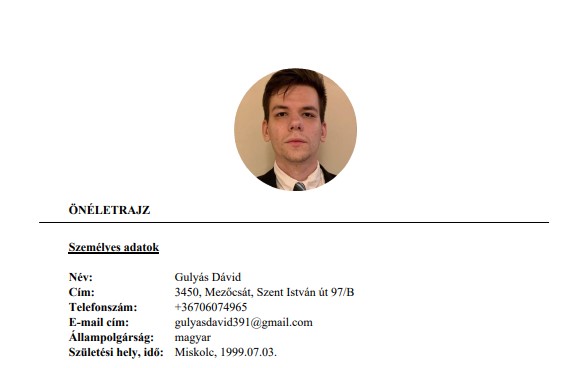 ÖNÉLETRAJZ
Személyes adatok
Név: Gulyás Dávid
Cím: 3450, Mezőcsát, Szent István út 97/B
Telefonszám: +36706074965
E-mail cím: gulyasdavid391@gmail.com
Állampolgárság: magyar
Születési hely, idő: Miskolc, 1999.07.03.